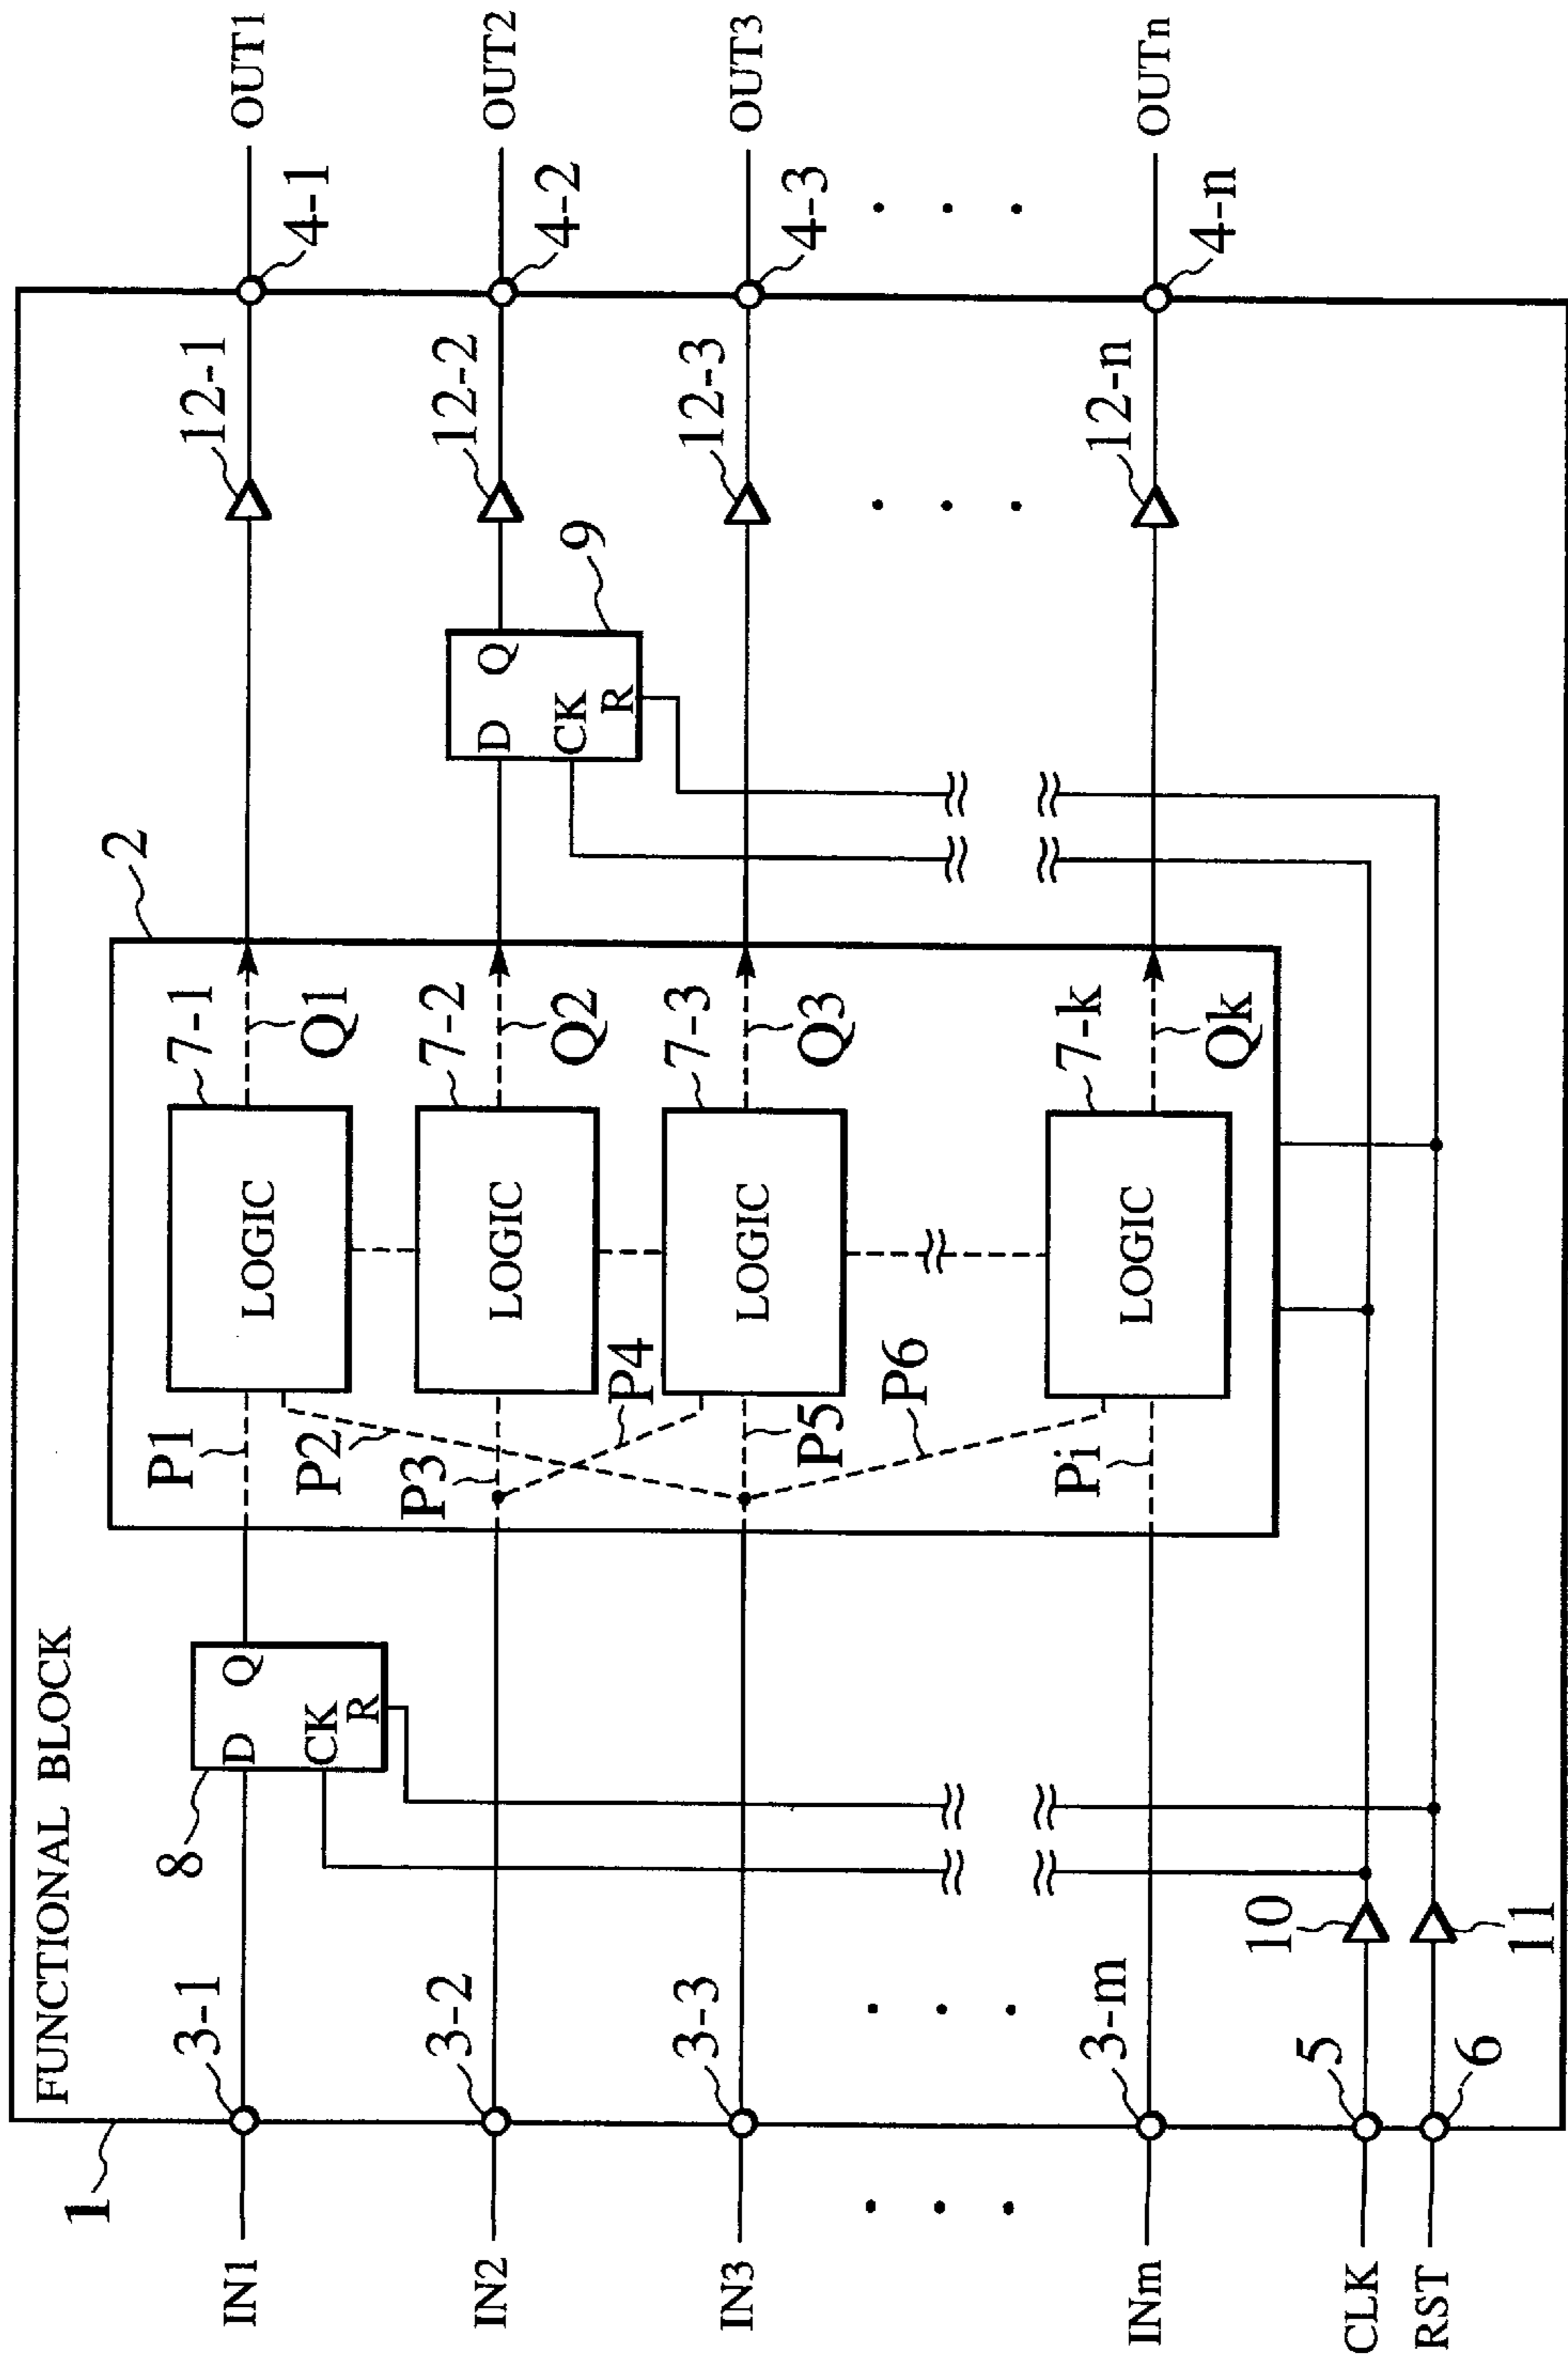 FUNCTIONAL BLOCK
1
2
IN1
3-1
8
D
Q
CK
R
P1
LOGIC
7-1
Q1
12-1
4-1
OUT1
P2
IN2
3-2
P3
LOGIC
7-2
Q2
D
Q
CK
R
9
12-2
4-2
OUT2
P4
IN3
3-3
P5
LOGIC
7-3
Q3
12-3
4-3
OUT3
P6
INm
3-m
Pi
LOGIC
7-k
Qk
12-n
4-n
OUTn
CLK
5
10
RST
6
11